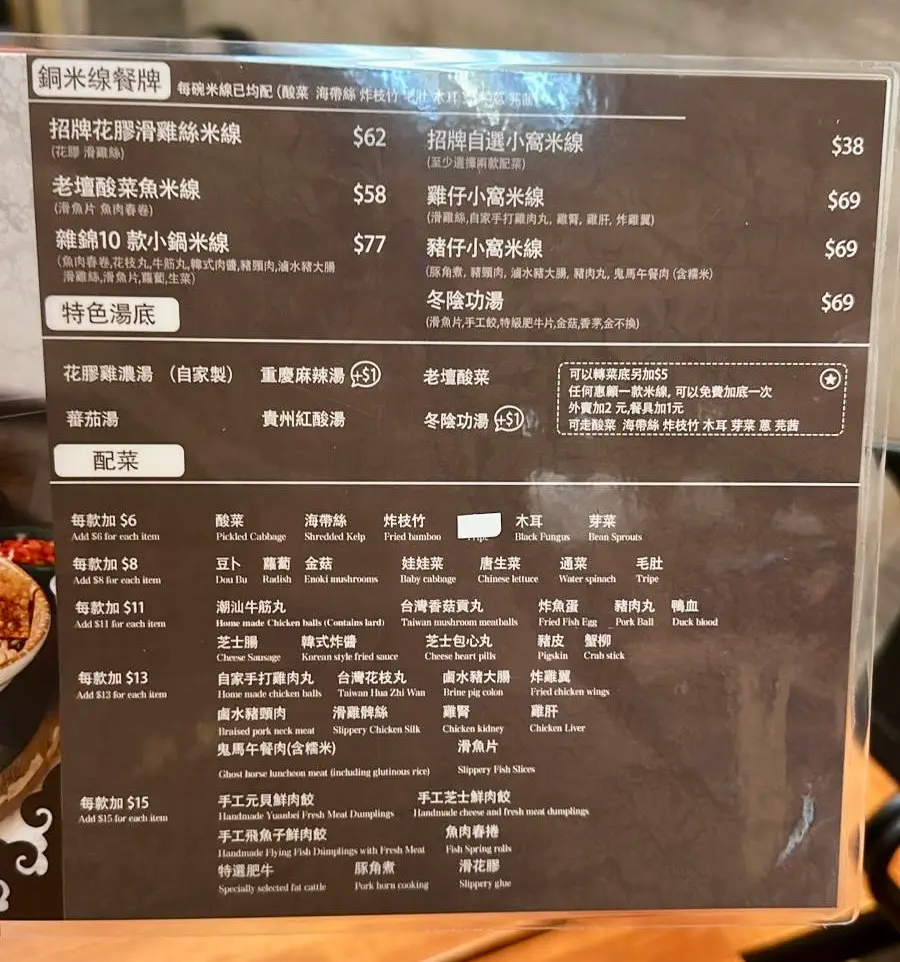 銅米线餐牌 每碗米線已均配 (酸菜 海帶絲 炸枝竹
招牌花膠滑雞絲米線 $62
(花膠 滑雞絲)
老壇酸菜魚米線 $58
(滑魚片 魚肉春卷)
雜錦10 款小鍋米線 $77
(魚肉春卷,花枝丸,牛筋丸,韓式肉醬,豬頸肉,滷水豬大腸
滑雞絲,滑魚片,蘿蔔,生菜)
招牌自選小窩米線 $38
(至少選擇兩款配菜)
雞仔小窩米線 $69
(滑雞絲,自家手打雞肉丸, 雞腎, 雞肝, 炸雞翼)
豬仔小窩米線 $69
(豚角煮, 豬頸肉, 滷水豬大腸, 豬肉丸, 鬼馬午餐肉 (含糯米)
冬陰功湯 $69
(滑魚片,手工餃,特級肥牛片,金菇,香茅,金不換)
特色湯底
花膠雞濃湯 (自家製) 重慶麻辣湯 +$1 老壇酸菜
蕃茄湯 貴州紅酸湯 冬陰功湯 +$1
可以轉菜底另加$5
任何惠顧一款米線, 可以免費加底一次
外賣加2 元,餐具加1元
可走酸菜 海帶絲 炸枝竹 木耳 芽菜 蔥 芫茜
配菜
每款加 $6 酸菜 海帶絲 炸枝竹 木耳 芽菜
Add $6 for each item Pickled Cabbage Shredded Kelp Fried bamboo Black Fungus Bean Sprouts
每款加 $8 豆卜 蘿蔔 金菇 娃娃菜 唐生菜 通菜 毛肚
Add $8 for each item Dou Bu Radish Enoki mushrooms Baby cabbage Chinese lettuce Water spinach Tripe
每款加 $11 潮汕牛筋丸 台灣香菇貢丸 炸魚蛋 豬肉丸 鴨血
Add $11 for each item Home made Chicken balls (Contains lard) Taiwan mushroom meatballs Fried Fish Egg Pork Ball Duck blood
芝士腸 韓式炸醬 芝士包心丸 豬皮 蟹柳
Cheese Sausage Korean style fried sauce Cheese heart pills Pigskin Crab stick
每款加 $13 自家手打雞肉丸 台灣花枝丸 鹵水豬大腸 炸雞翼
Add $13 for each item Home made chicken balls Taiwan Hua Zhi Wan Brine pig colon Fried chicken wings
鹵水豬頸肉 滑雞髀絲 雞腎 雞肝
Braised pork neck meat Slippery Chicken Silk Chicken kidney Chicken Liver
鬼馬午餐肉(含糯米) 滑魚片
Ghost horse luncheon meat (including glutinous rice) Slippery Fish Slices
每款加 $15 手工元貝鮮肉餃 手工芝士鮮肉餃
Add $15 for each item Handmade Yuanbei Fresh Meat Dumplings Handmade cheese and fresh meat dumplings
手工飛魚子鮮肉餃 魚肉春捲
Handmade Flying Fish Dumplings with Fresh Meat Fish Spring rolls
特選肥牛 豚角煮 滑花膠
Specially selected fat cattle Pork horn cooking Slippery glue